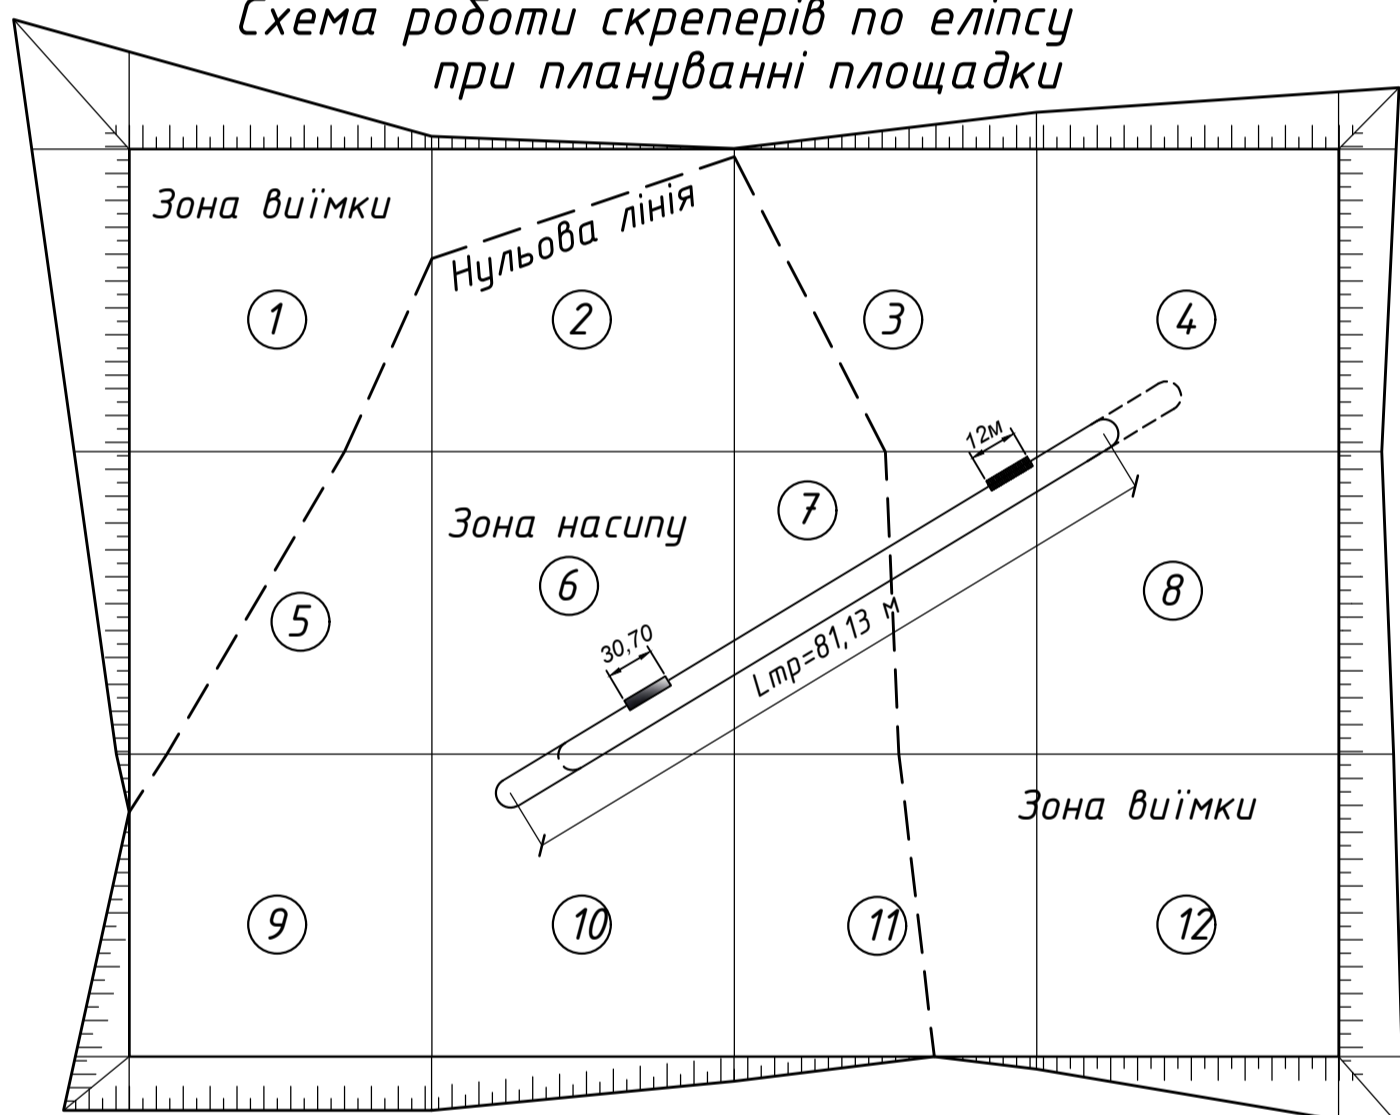 Схема роботи скреперів по еліпсу
при плануванні площадки
Зона виїмки
Нульова лінія
1
2
3
4
12м
Зона насипу
7
6
5
8
30,70
Lтр=81,13 м
Зона виїмки
9
10
11
12